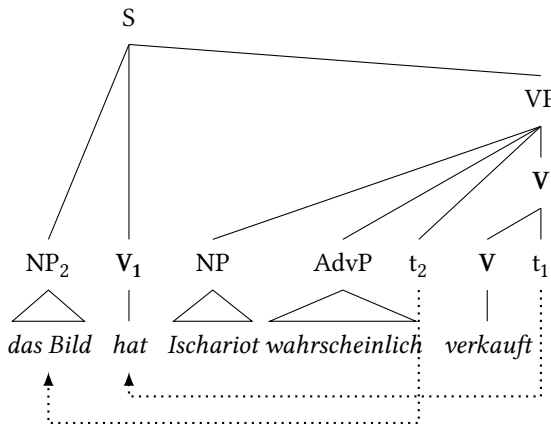 S
VP
V
NP₂ V₁ NP AdvP t₂ V t₁
das Bild hat Ischariot wahrscheinlich verkauft